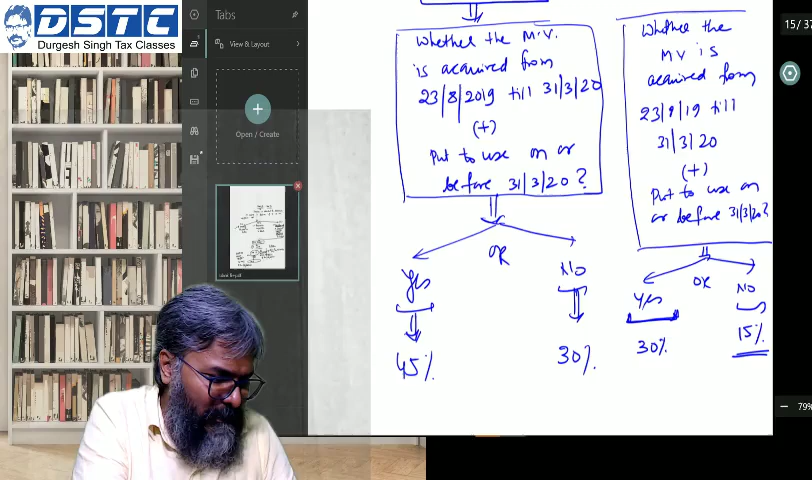 DSTC
Durgesh Singh Tax Classes
Tabs
View & Layout
Open / Create
15/37
79%
Whether the M.V.
is acquired from
23/8/2019 till 31/3/20
(+)
Put to use on or
before 31/3/20?
OR
Yes
NO
45%
30%
Whether the
MV is
acquired from
23/8/19 till
31/3/20
(+)
Put to use on
or before 31/3/20?
OR
Yes
NO
30%
15%